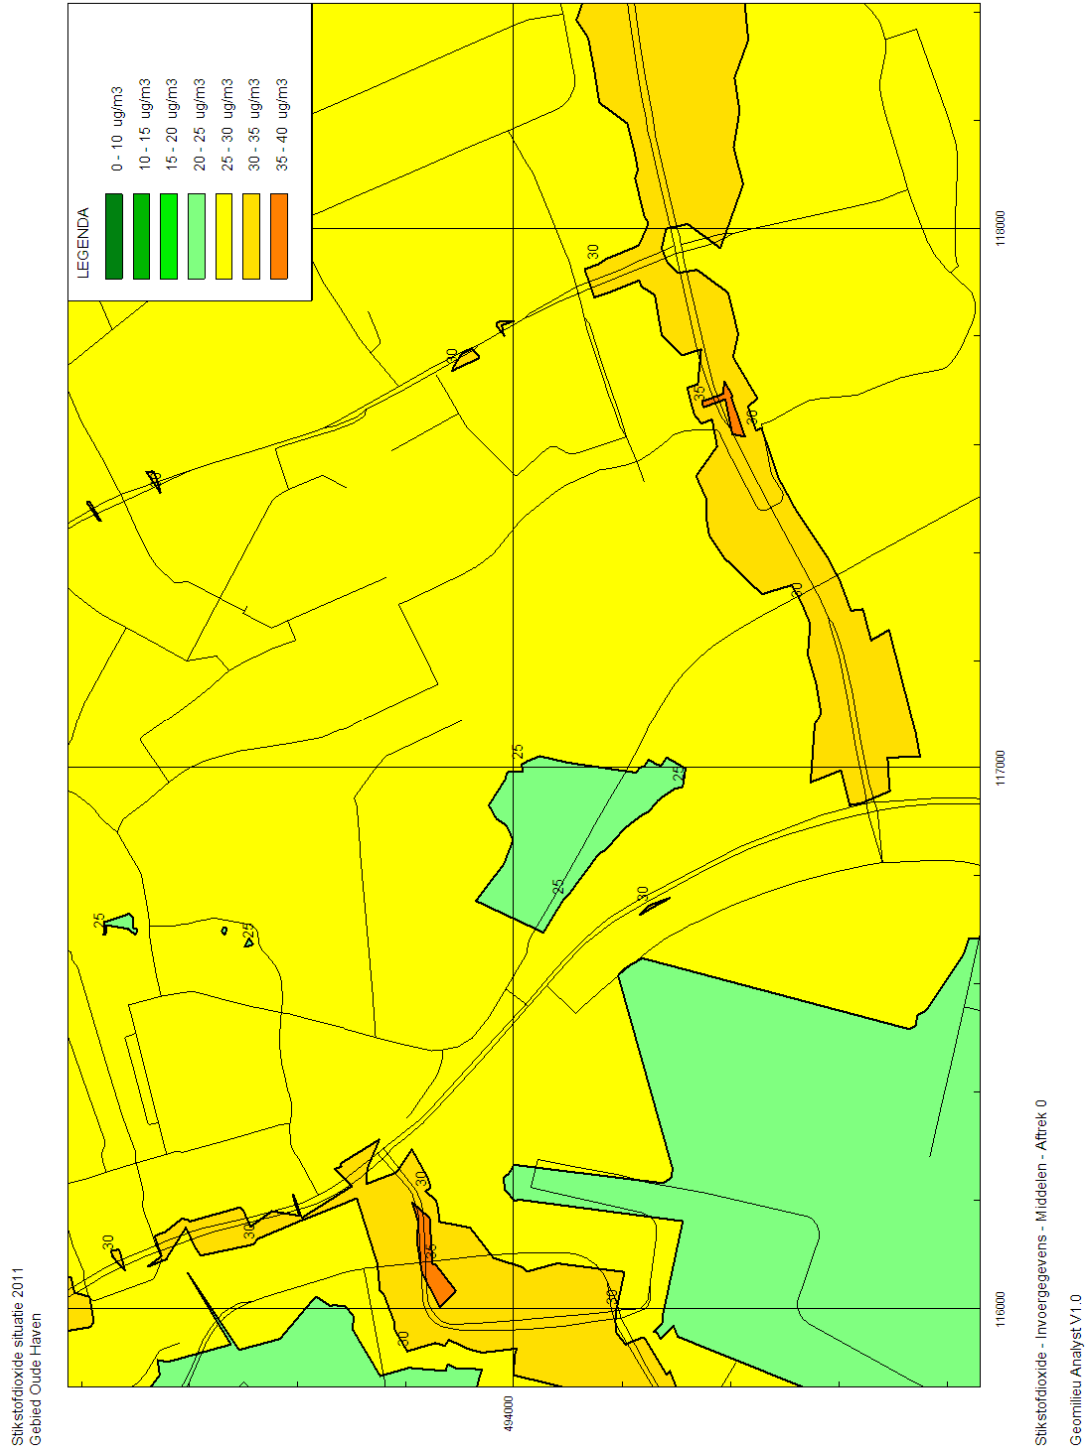 Stikstofdioxide situatie 2011
Gebied Oude Haven
LEGENDA
0 - 10 ug/m3
10 - 15 ug/m3
15 - 20 ug/m3
20 - 25 ug/m3
25 - 30 ug/m3
30 - 35 ug/m3
35 - 40 ug/m3
30
30
35
30
30
25
25
25
30
25
25
30
30
30
35
30
30
494000
118000
117000
116000
Stikstofdioxide - Invoergegevens - Middelen - Aftrek 0
Geomilieu Analyst V1.0